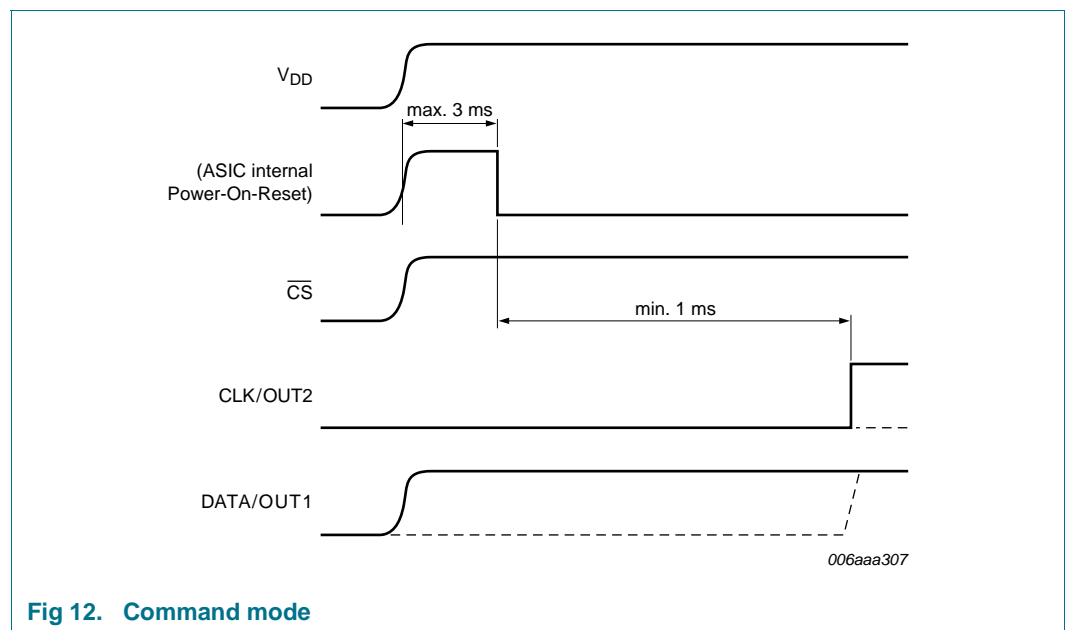 VDD
max. 3 ms
(ASIC internal
Power-On-Reset)
C̅S̅
min. 1 ms
CLK/OUT2
DATA/OUT1
006aaa307
Fig 12. Command mode